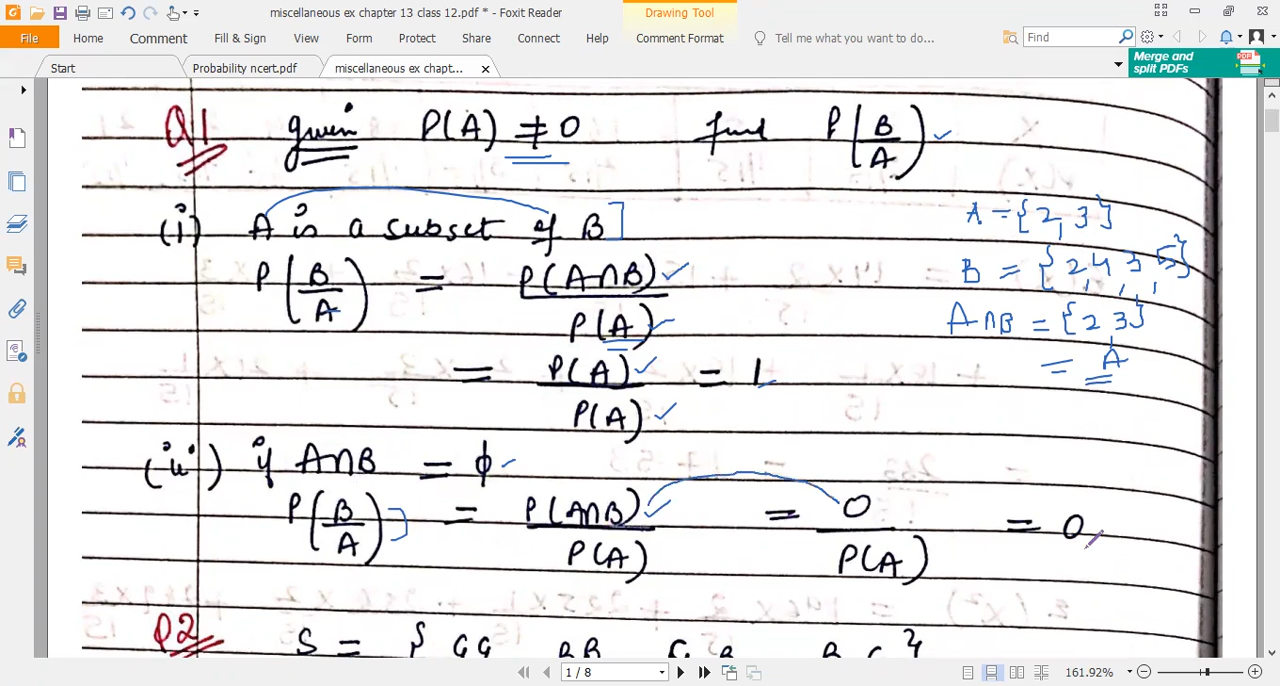 miscellaneous ex chapter 13 class 12.pdf * - Foxit Reader
Drawing Tool
File Home Comment View Form Fill & Sign Protect Share Connect Help Comment Format Tell me what you want to do... Find
Start Probability ncert.pdf miscellaneous ex chapt... Merge and split PDFs
Q1 given P(A) ≠ 0 find P(B/A)
(i) A is a subset of B]
A = {2, 3}
P(B/A) = P(A∩B) / P(A)
B = {2, 4, 3, 5}
A∩B = {2, 3}
= A
= P(A) / P(A) = 1
(ii) if A∩B = ϕ
P(B/A) = P(A∩B) / P(A) = 0 / P(A) = 0
Q2 S =
1 / 8 161.92%